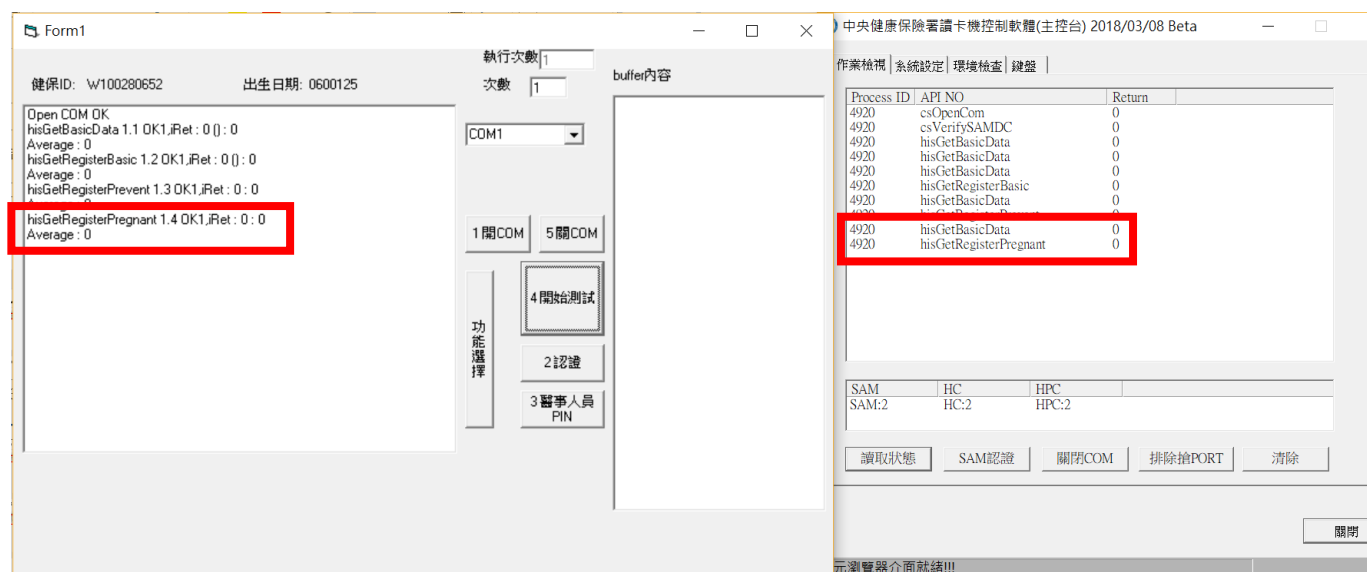 Form1
執行次數 1
健保ID: W100280652 出生日期: 0600125 次數 1 buffer內容
Open COM OK
hisGetBasicData 1.1 OK1,iRet : 0 () : 0
Average : 0
hisGetRegisterBasic 1.2 OK1,iRet : 0 () : 0
Average : 0
hisGetRegisterPrevent 1.3 OK1,iRet : 0 : 0
hisGetRegisterPregnant 1.4 OK1,iRet : 0 : 0
Average : 0
COM1
1開COM 5關COM
4開始測試
功能選擇
2認證
3醫事人員
PIN
中央健康保險署讀卡機控制軟體(主控台) 2018/03/08 Beta
作業檢視 系統設定 環境檢查 鍵盤
Process ID API NO Return
4920 csOpenCom 0
4920 csVerifySAMDC 0
4920 hisGetBasicData 0
4920 hisGetBasicData 0
4920 hisGetRegisterBasic 0
4920 hisGetBasicData 0
4920 hisGetBasicData 0
4920 hisGetRegisterPregnant 0
SAM HC HPC
SAM:2 HC:2 HPC:2
讀取狀態 SAM認證 關閉COM 排除搶PORT 清除
關閉
元瀏覽器介面就緒!!!